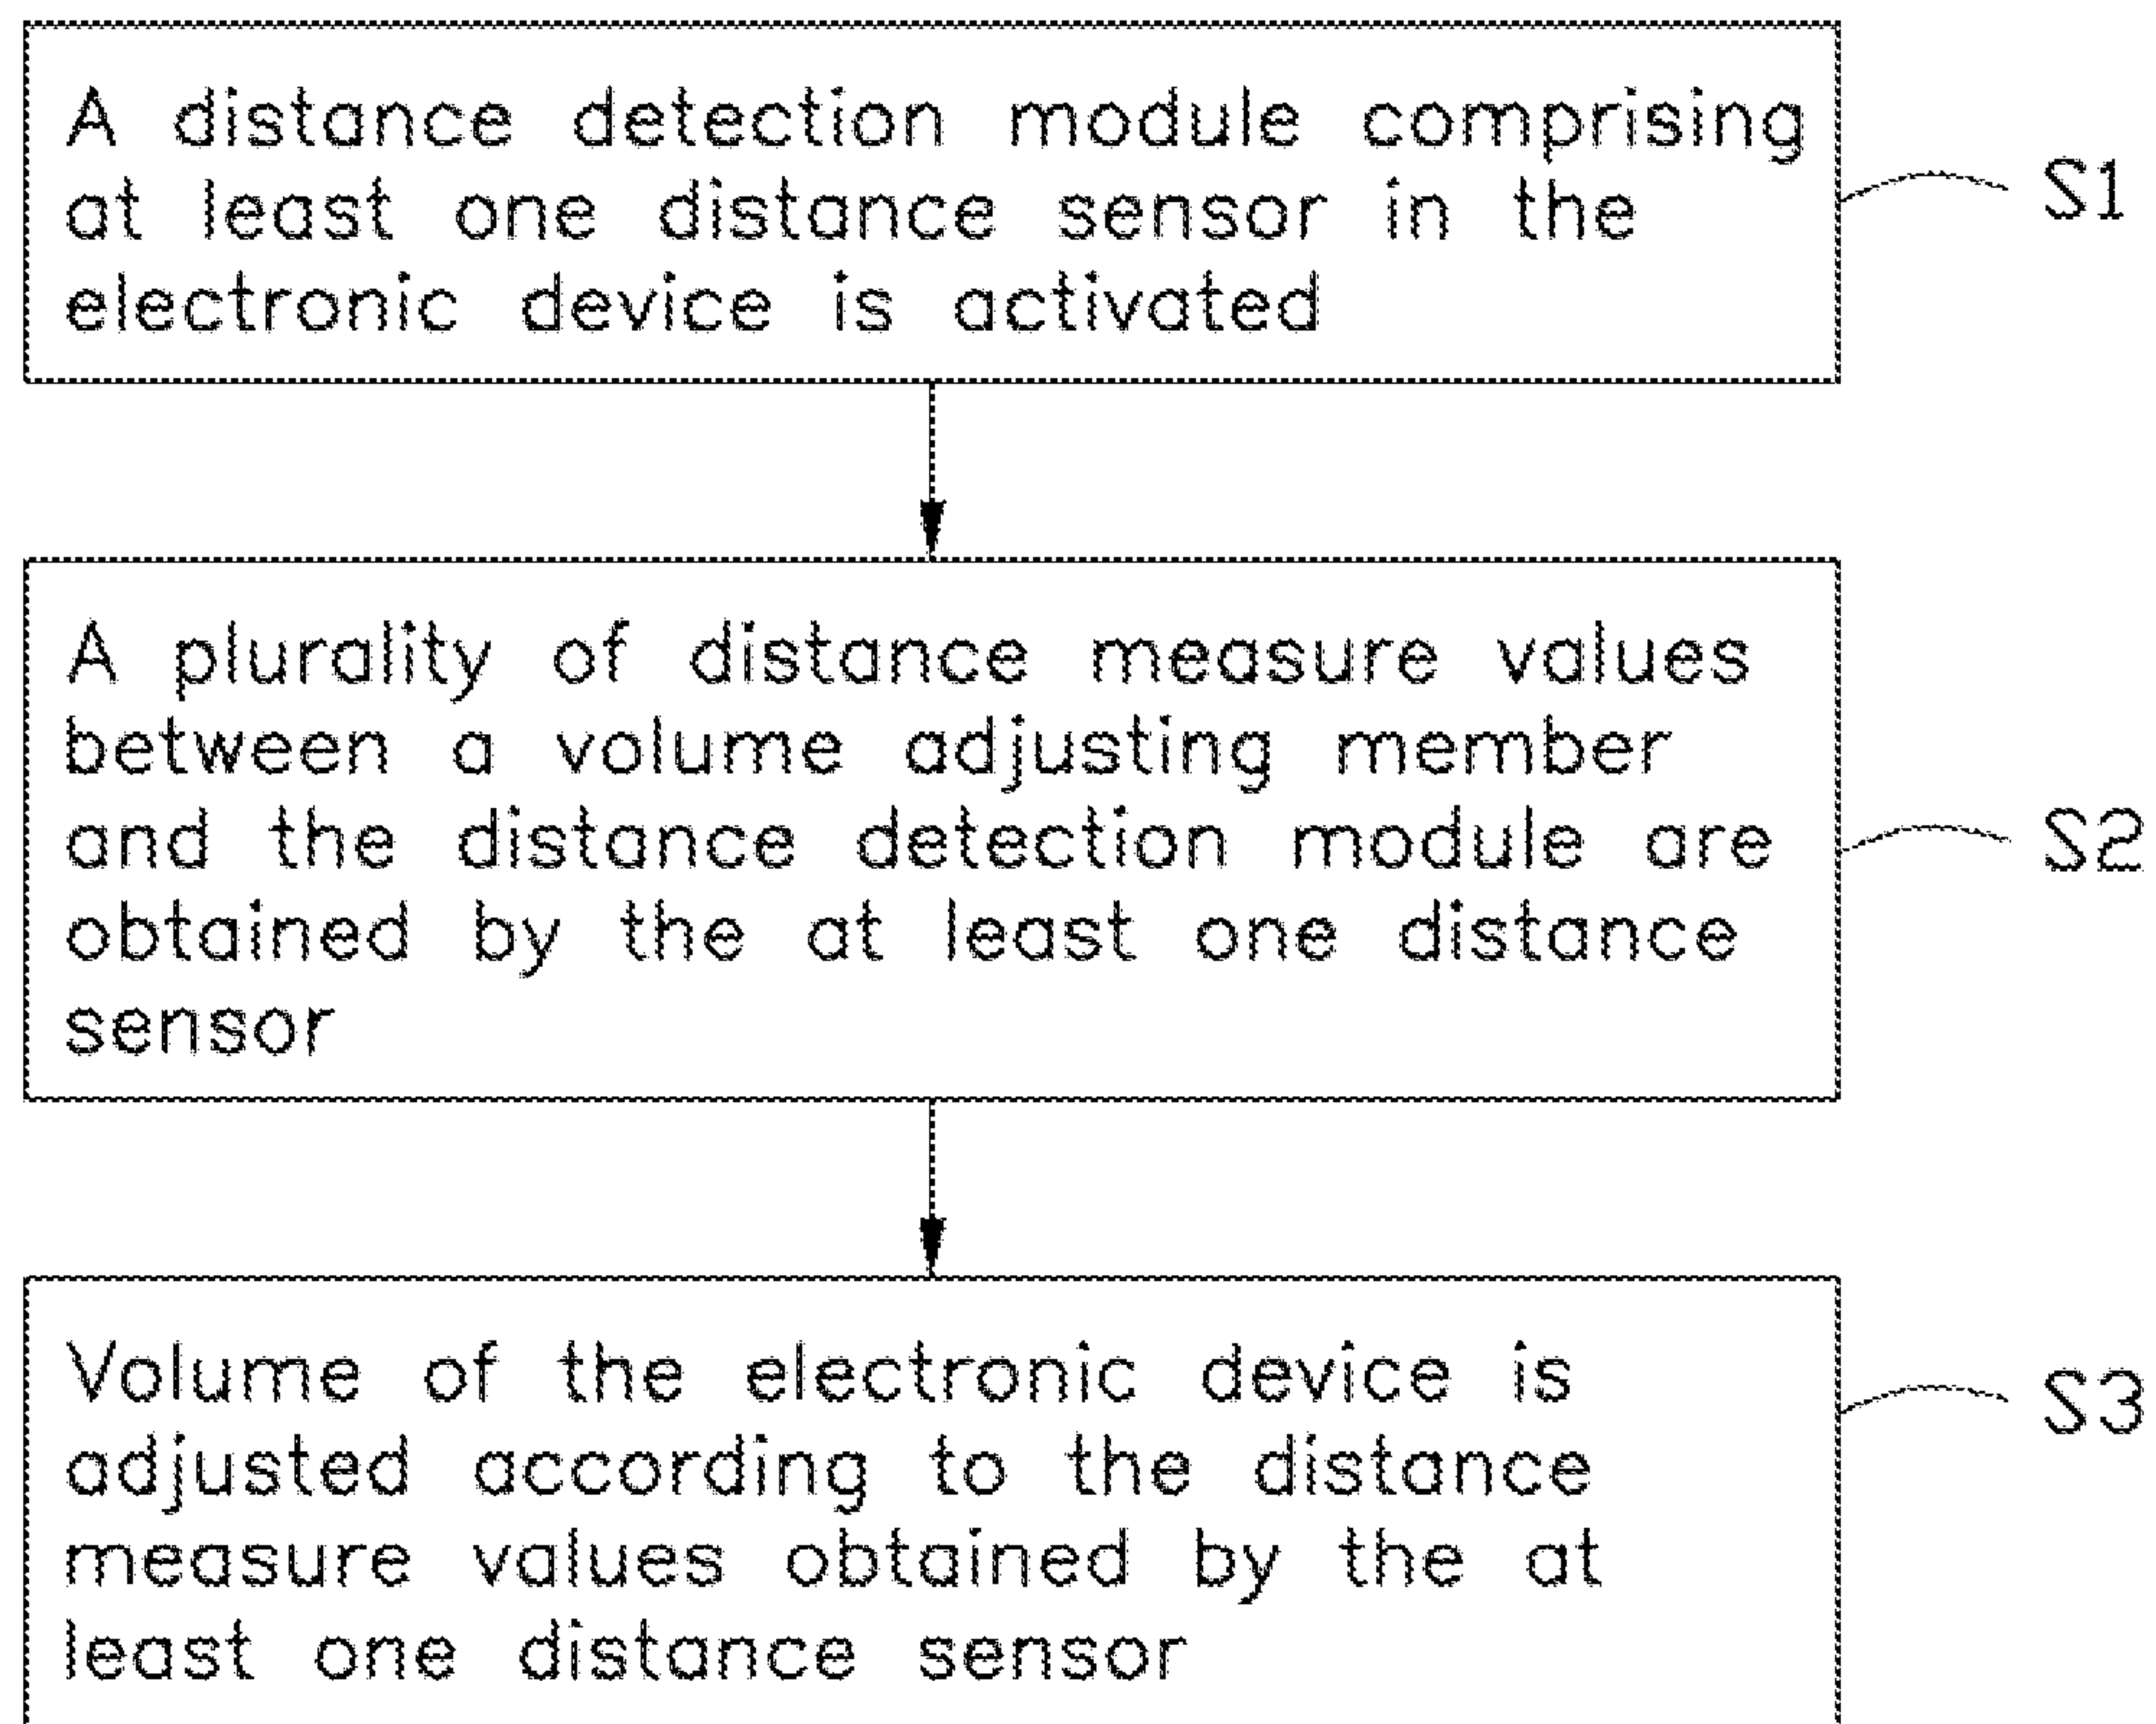 A distance detection module comprising
at least one distance sensor in the
electronic device is activated
S1
A plurality of distance measure values
between a volume adjusting member
and the distance detection module are
obtained by the at least one distance
sensor
S2
Volume of the electronic device is
adjusted according to the distance
measure values obtained by the at
least one distance sensor
S3